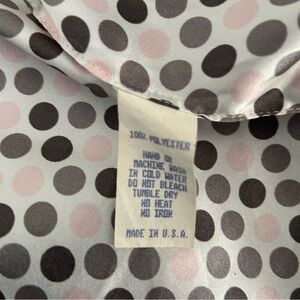 100% POLYESTER
HAND OR
MACHINE WASH
IN COLD WATER
DO NOT BLEACH
TUMBLE DRY
NO HEAT
NO IRON
MADE IN U.S.A.